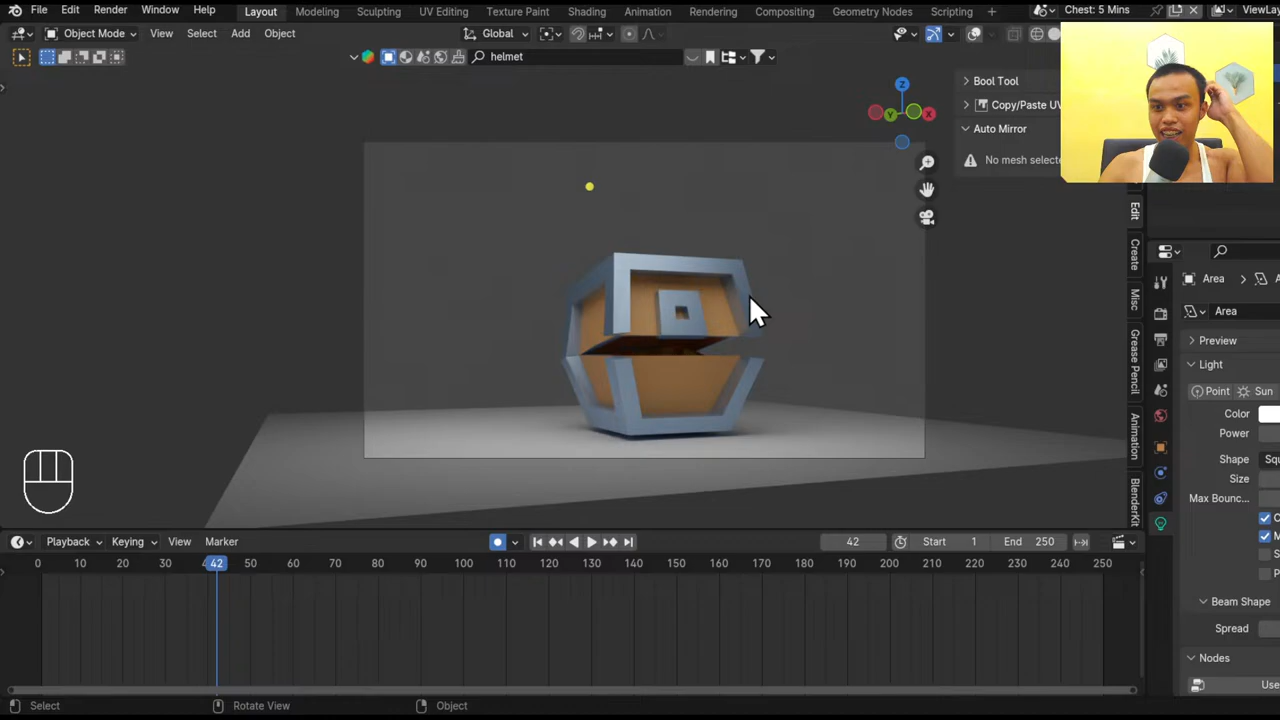 File Edit Render Window Help Layout Modeling Sculpting UV Editing Texture Paint Shading Animation Rendering Compositing Geometry Nodes Scripting Chest: 5 Mins ViewLay
Object Mode View Select Add Object Global
helmet
Bool Tool
Copy/Paste UV
Auto Mirror
No mesh selecte
Edit
Create
Misc
Grease Pencil
Animation
BlenderKit
Area A
Area
Preview
Light
Point Sun
Color
Power
Shape Squ
Size
Max Bounc...
C
M
S
P
Beam Shape
Spread
Nodes
Use
Playback Keying View Marker 42 Start 1 End 250
0 10 20 30 4 42 50 60 70 80 90 100 110 120 130 140 150 160 170 180 190 200 210 220 230 240 250
Select Rotate View Object
Z
Y
X